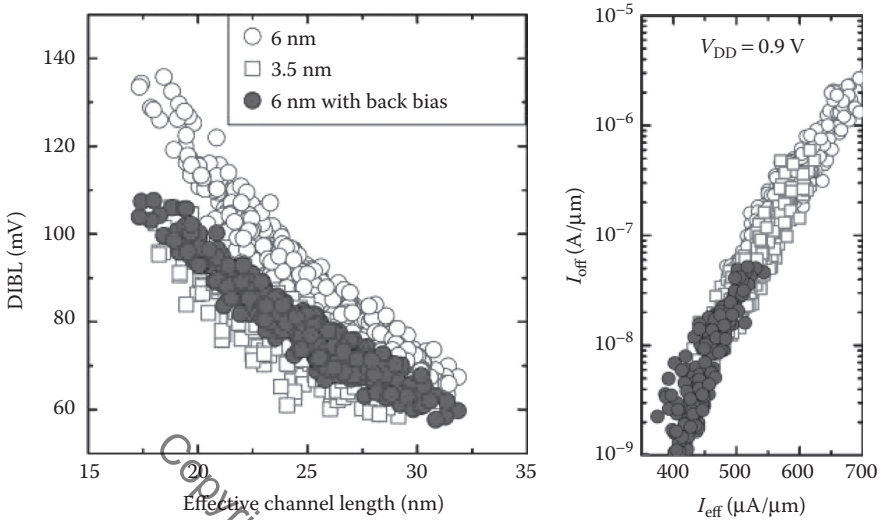 140
120
100
80
60
DIBL (mV)
6 nm
3.5 nm
6 nm with back bias
15
20
25
30
35
Effective channel length (nm)
Copyri
10⁻⁵
10⁻⁶
10⁻⁷
10⁻⁸
10⁻⁹
I_off (A/μm)
V_DD = 0.9 V
400
500
600
700
I_eff (μA/μm)